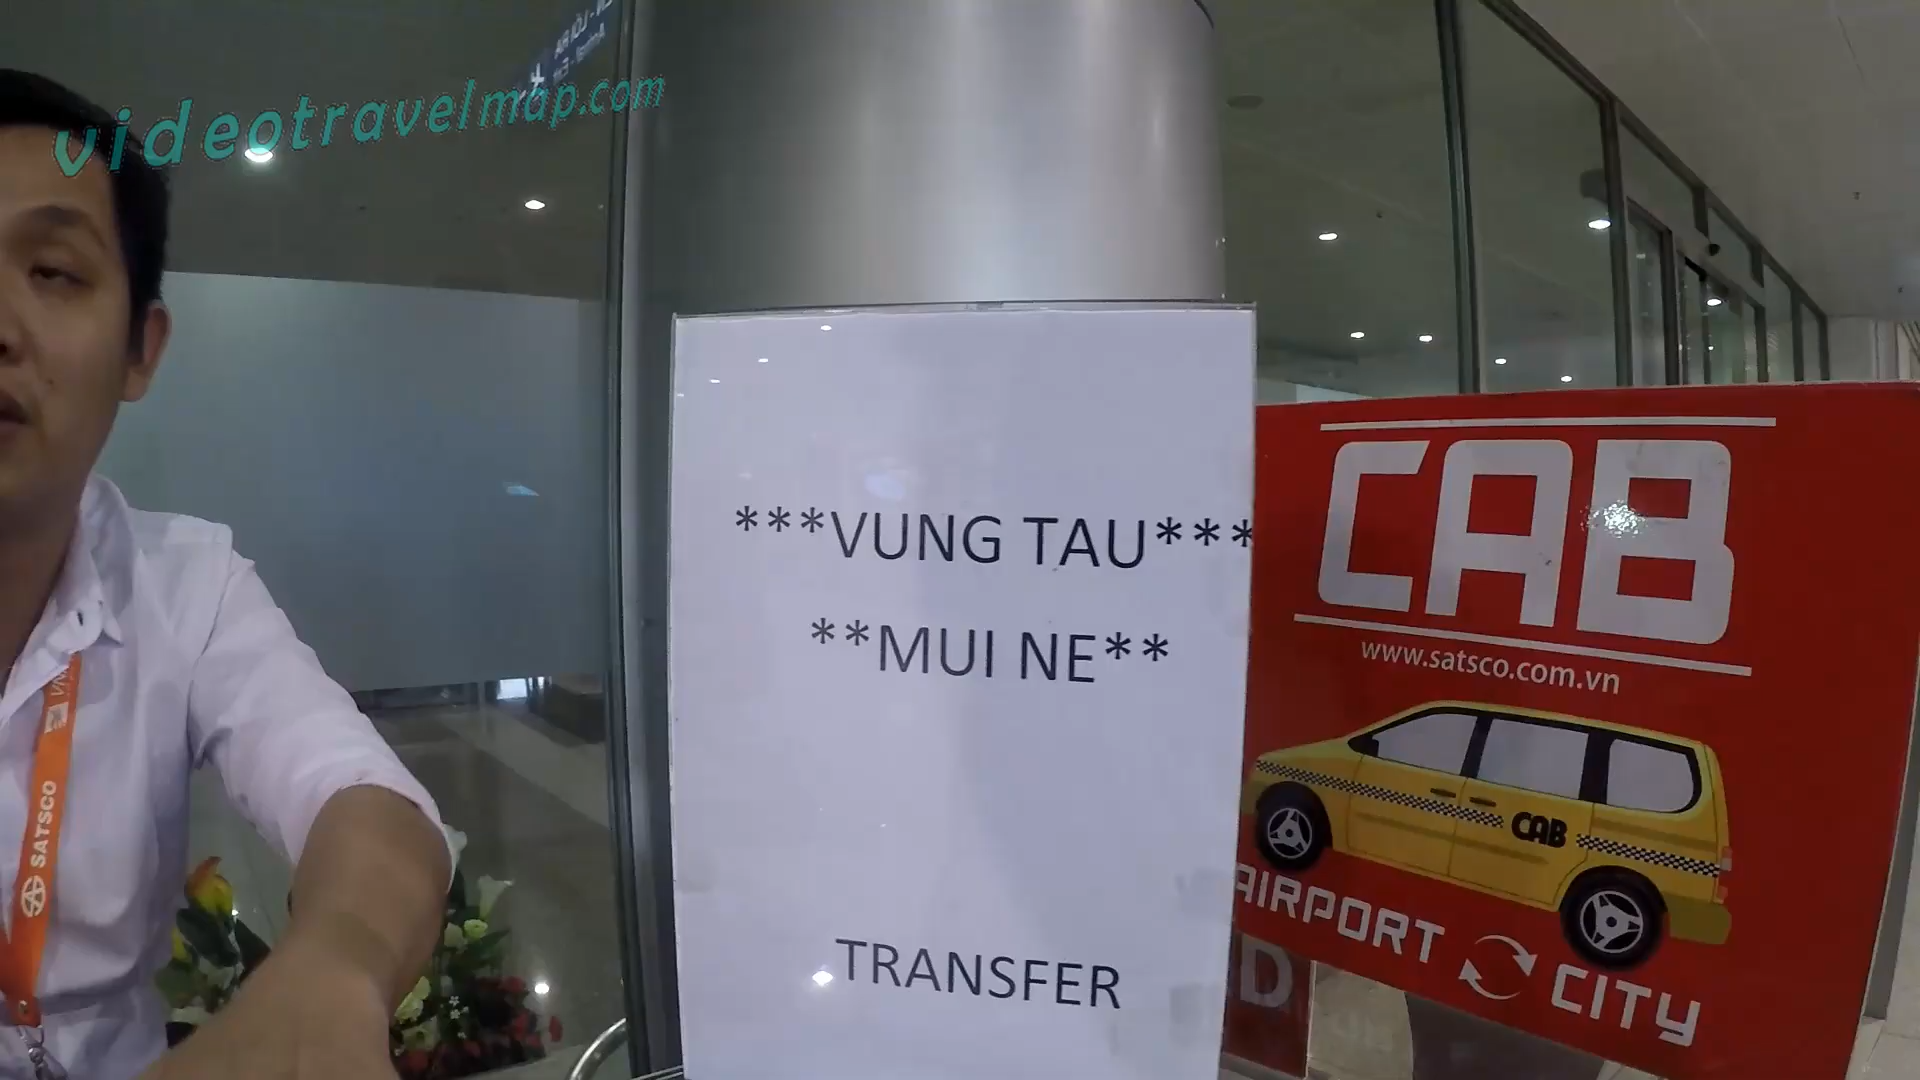 videotravelmap.com
***VUNG TAU***
**MUI NE**
TRANSFER
CAB
www.satsco.com.vn
CAB
AIRPORT CITY
SATSCO